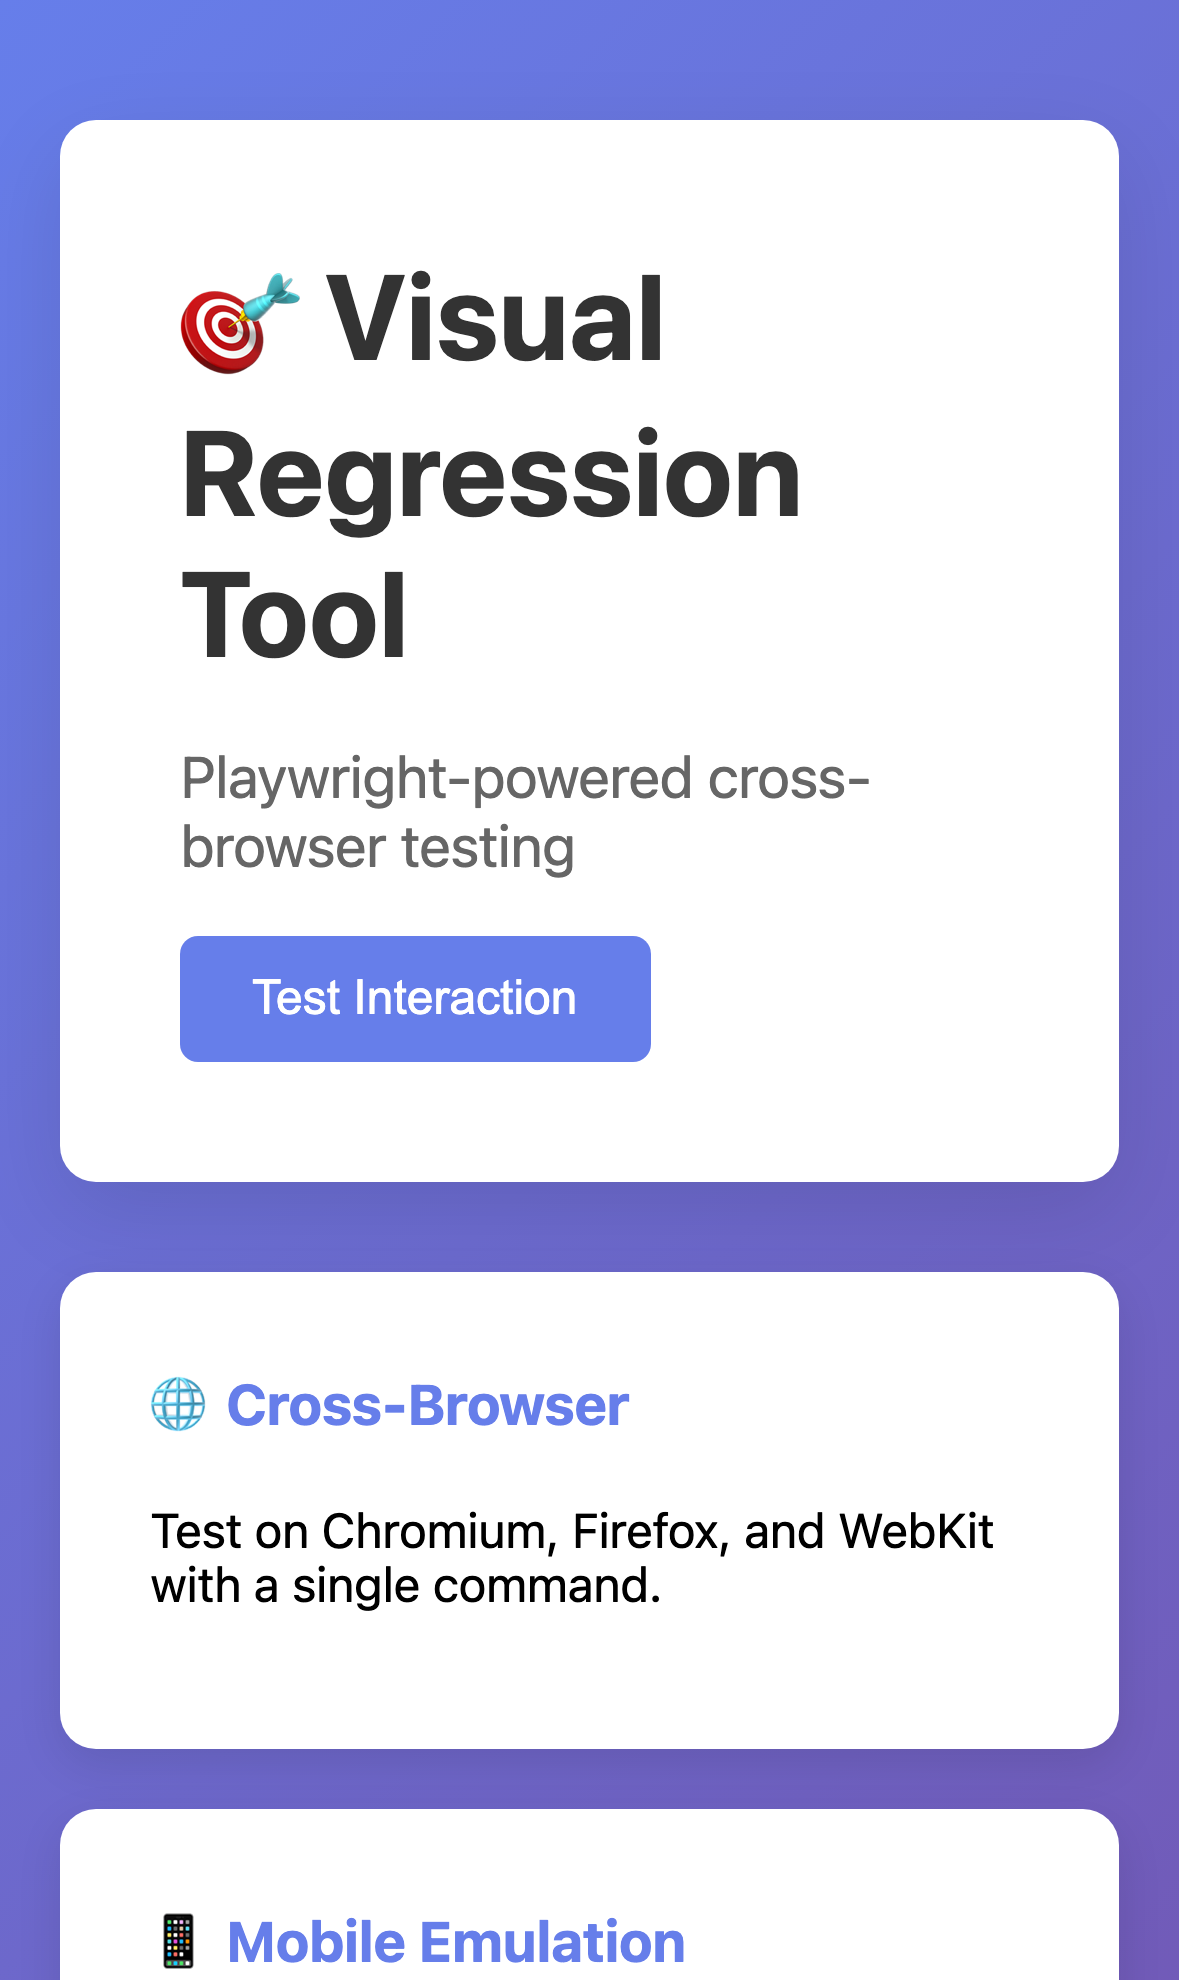 🎯 Visual
Regression
Tool
Playwright-powered cross-
browser testing
Test Interaction
🌐 Cross-Browser
Test on Chromium, Firefox, and WebKit
with a single command.
📱 Mobile Emulation